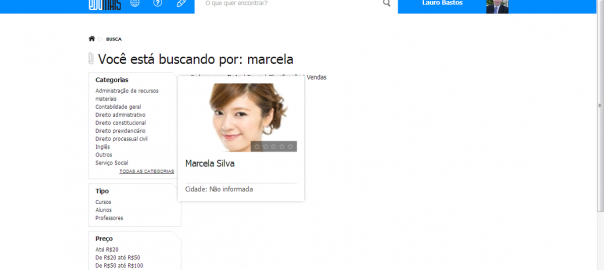 edu MAIS
O que quer encontrar?
Lauro Bastos
BUSCA
Você está buscando por: marcela
Categorias
Administração de recursos
materiais
Contabilidade geral
Direito administrativo
Direito constitucional
Direito previdenciário
Direito processual civil
Inglês
Outros
Serviço Social
TODAS AS CATEGORIAS
Vendas
Marcela Silva
Cidade: Não informada
Tipo
Cursos
Alunos
Professores
Preço
Até R$20
De R$20 até R$50
De R$50 até R$100